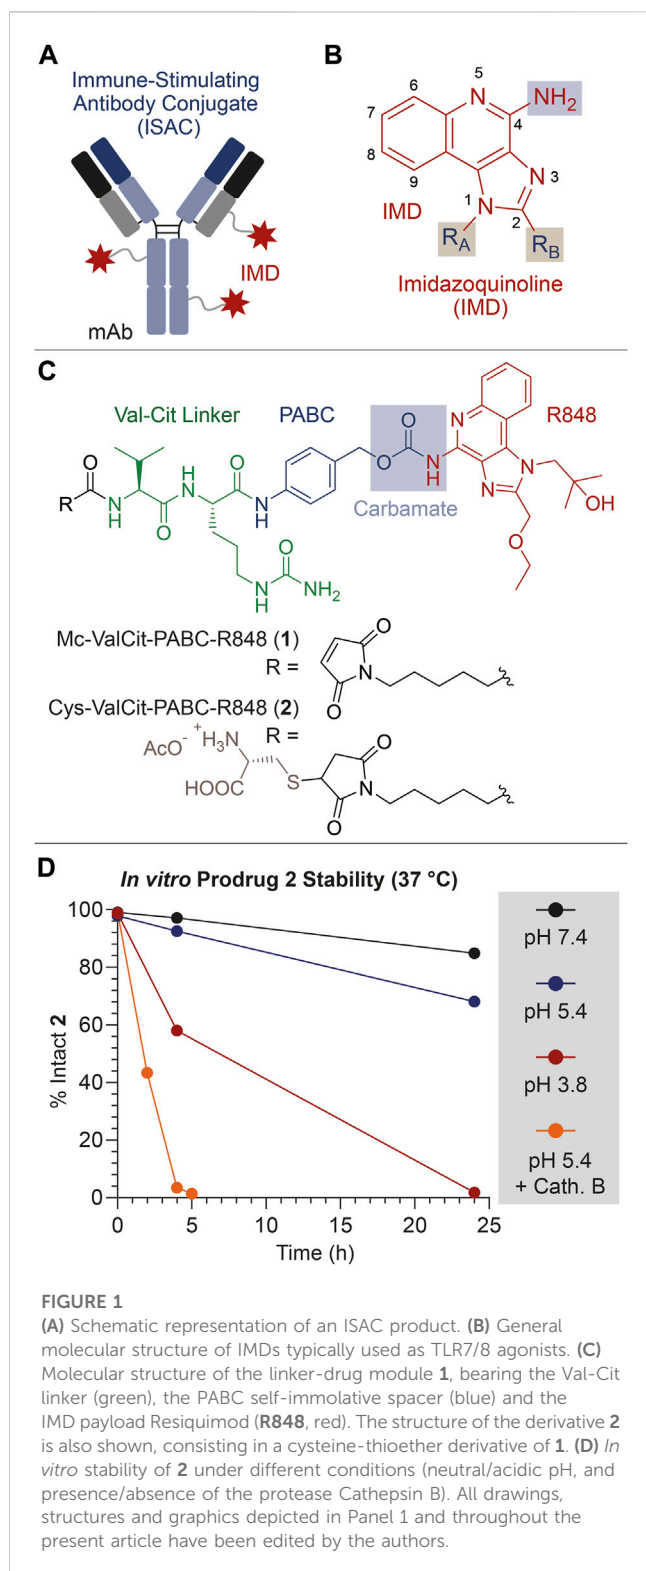 A
Immune-Stimulating
Antibody Conjugate
(ISAC)
IMD
mAb
B
5
6
N
NH2
7
4
8
9
N 3
1
N
2
IMD
RA
RB
Imidazoquinoline
(IMD)
C
Val-Cit Linker
PABC
R848
O
R
N
H
O
H
N
O
N
H
O
O
N
H
N
N
N
OH
O
Carbamate
O
N
H
NH2
Mc-ValCit-PABC-R848 (1)
R =
O
N
O
Cys-ValCit-PABC-R848 (2)
R =
AcO- +H3N
HOOC
S
O
N
O
D
In vitro Prodrug 2 Stability (37 °C)
% Intact 2
100
80
60
40
20
0
0 5 10 15 20 25
Time (h)
pH 7.4
pH 5.4
pH 3.8
pH 5.4
+ Cath. B
FIGURE 1
(A) Schematic representation of an ISAC product. (B) General
molecular structure of IMDs typically used as TLR7/8 agonists. (C)
Molecular structure of the linker-drug module 1, bearing the Val-Cit
linker (green), the PABC self-immolative spacer (blue) and the
IMD payload Resiquimod (R848, red). The structure of the derivative 2
is also shown, consisting in a cysteine-thioether derivative of 1. (D) In
vitro stability of 2 under different conditions (neutral/acidic pH, and
presence/absence of the protease Cathepsin B). All drawings,
structures and graphics depicted in Panel 1 and throughout the
present article have been edited by the authors.